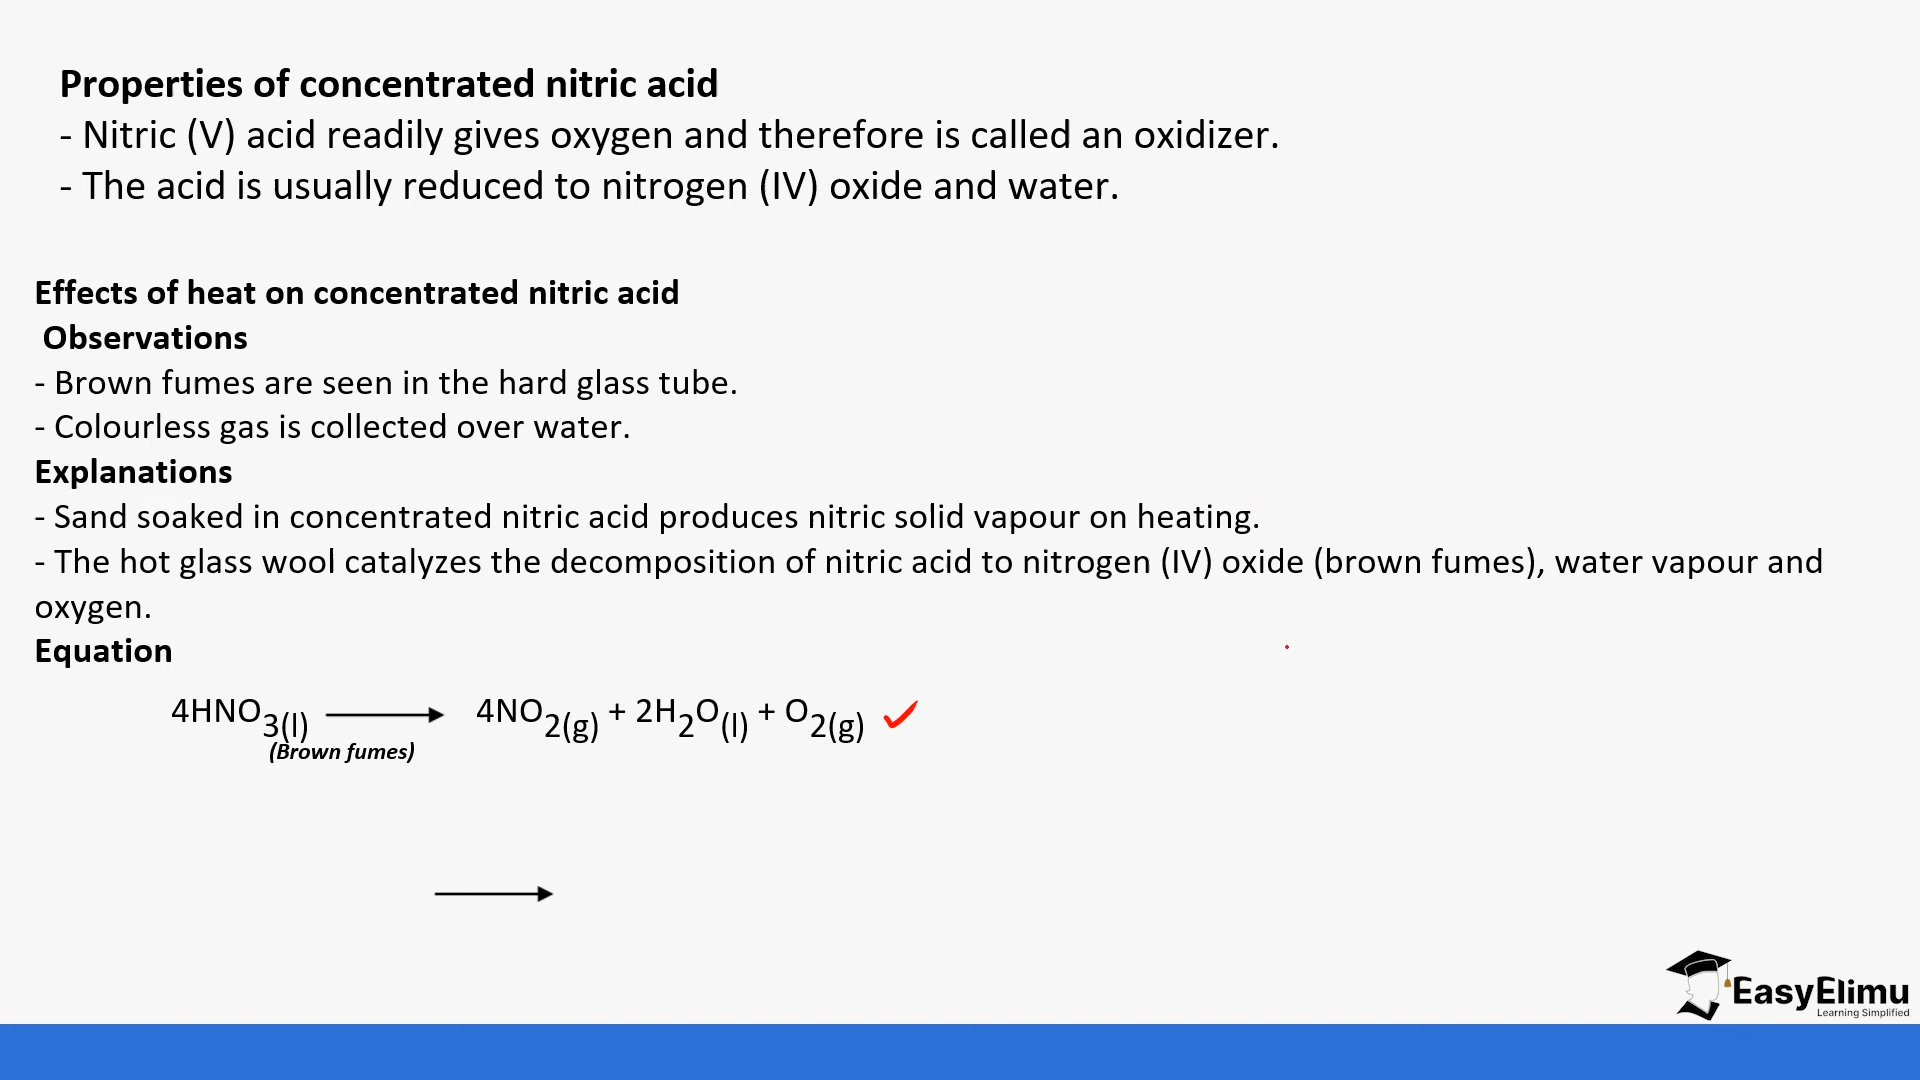 Properties of concentrated nitric acid
- Nitric (V) acid readily gives oxygen and therefore is called an oxidizer.
- The acid is usually reduced to nitrogen (IV) oxide and water.
Effects of heat on concentrated nitric acid
Observations
- Brown fumes are seen in the hard glass tube.
- Colourless gas is collected over water.
Explanations
- Sand soaked in concentrated nitric acid produces nitric solid vapour on heating.
- The hot glass wool catalyzes the decomposition of nitric acid to nitrogen (IV) oxide (brown fumes), water vapour and
oxygen.
Equation
4HNO3(l) ⟶ 4NO2(g) + 2H2O(l) + O2(g) ✓
(Brown fumes)
⟶
EasyElimu
Learning Simplified